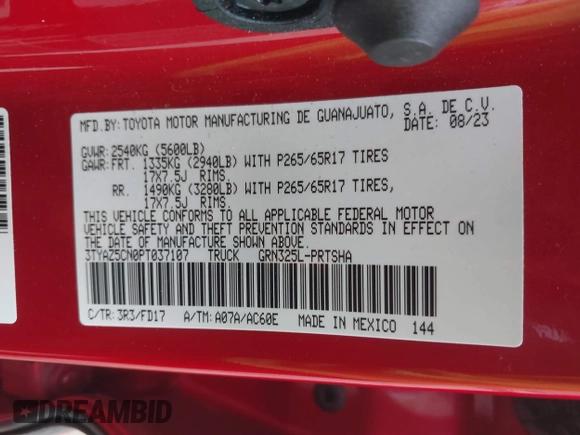 MFD.BY:TOYOTA MOTOR MANUFACTURING DE GUANAJUATO, S.A. DE C.V.
DATE: 08/23
GVWR:2540KG (5600LB)
GAWR:FRT. 1335KG (2940LB) WITH P265/65R17 TIRES
17X7.5J RIMS.
RR. 1490KG (3280LB) WITH P265/65R17 TIRES,
17X7.5J RIMS.
THIS VEHICLE CONFORMS TO ALL APPLICABLE FEDERAL MOTOR
VEHICLE SAFETY AND THEFT PREVENTION STANDARDS IN EFFECT ON
THE DATE OF MANUFACTURE SHOWN ABOVE.
3TYAZ5CN0PT037107 TRUCK GRN325L-PRTSHA
C/TR:3R3/FD17 A/TM:A07A/AC60E MADE IN MEXICO 144
DREAMBID